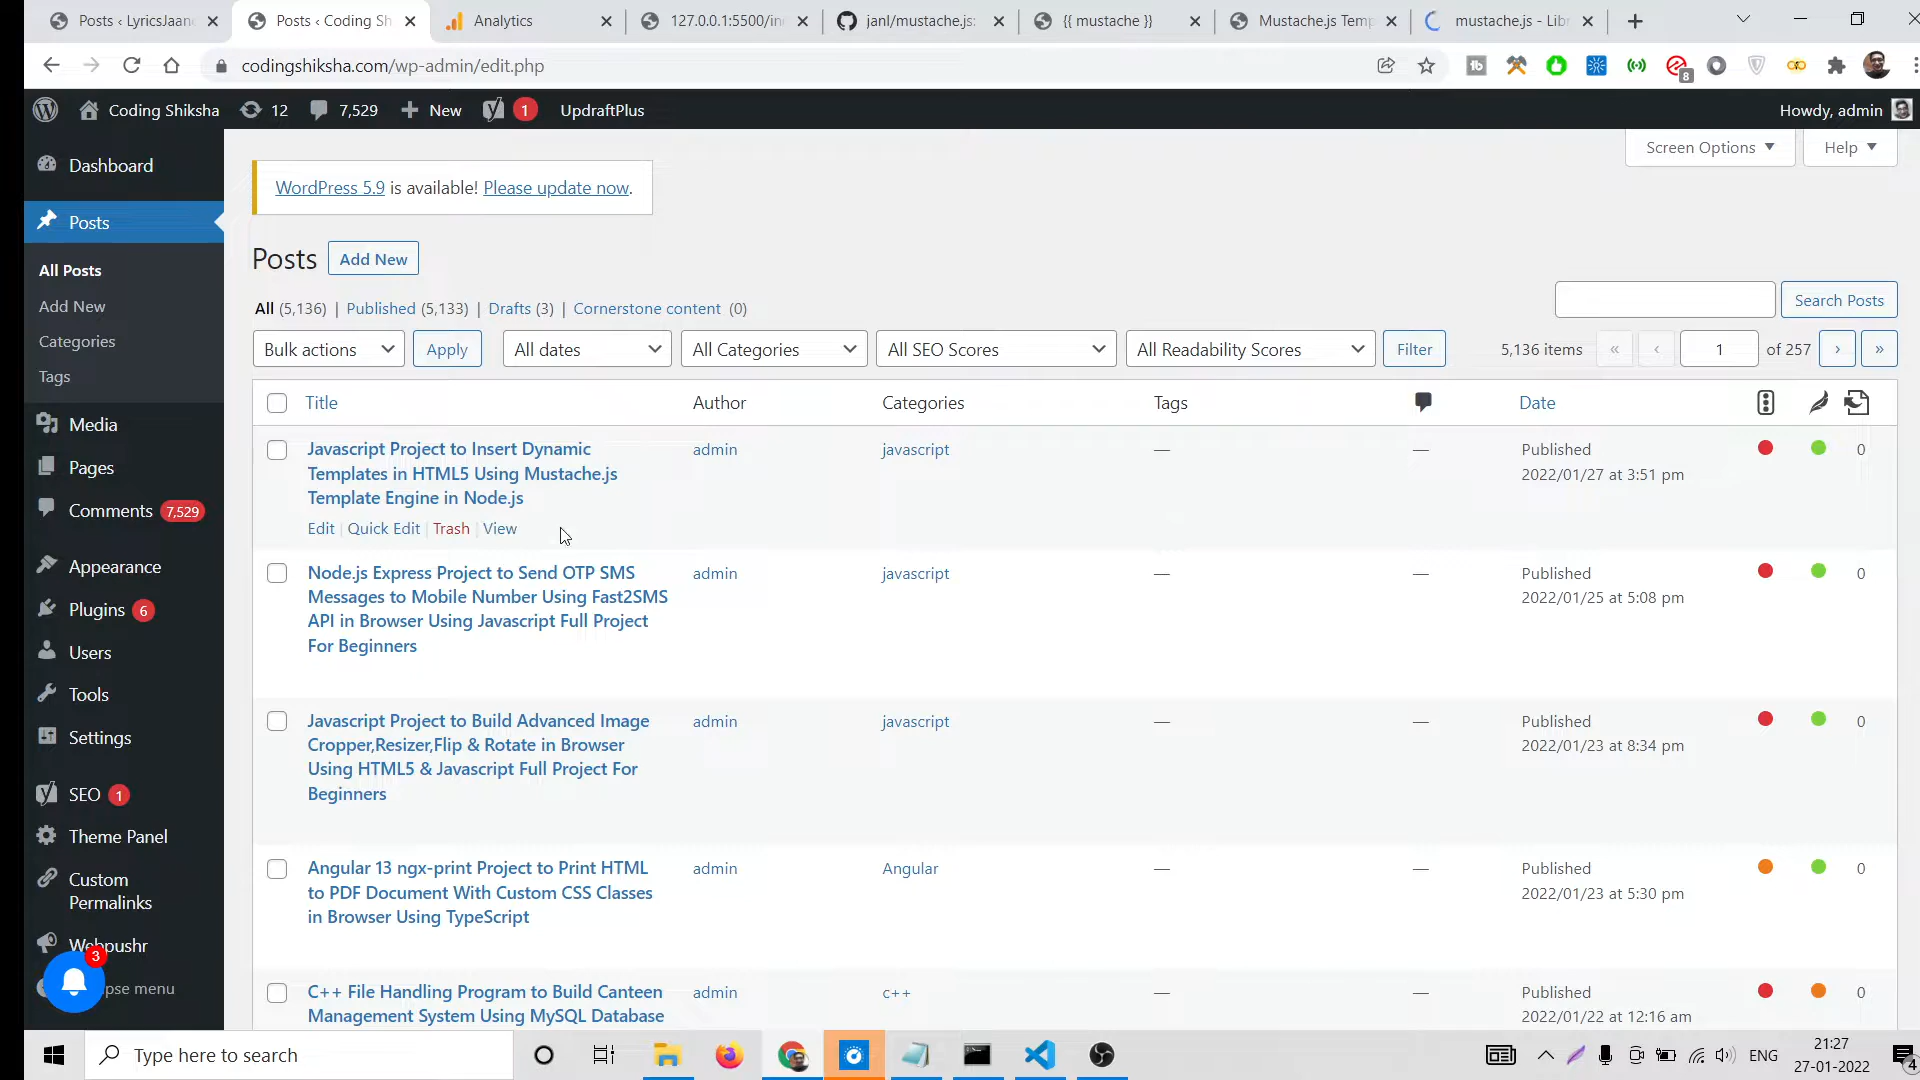 Posts ‹ LyricsJaan
Posts ‹ Coding Sh
Analytics
127.0.0.1:5500/in
janl/mustache.js:
{{ mustache }}
Mustache.js Temp
mustache.js - Libr
codingshiksha.com/wp-admin/edit.php
8
Coding Shiksha
12
7,529
New
1
UpdraftPlus
Howdy, admin
Dashboard
Posts
All Posts
Add New
Categories
Tags
Media
Pages
Comments 7,529
Appearance
Plugins 6
Users
Tools
Settings
SEO 1
Theme Panel
Custom
Permalinks
Webpushr
3
pse menu
Screen Options
Help
WordPress 5.9 is available! Please update now.
Posts
Add New
All (5,136) | Published (5,133) | Drafts (3) | Cornerstone content (0)
Search Posts
Bulk actions
Apply
All dates
All Categories
All SEO Scores
All Readability Scores
Filter
5,136 items
«
‹
1
of 257
›
»
Title
Author
Categories
Tags
Date
Javascript Project to Insert Dynamic
Templates in HTML5 Using Mustache.js
Template Engine in Node.js
Edit | Quick Edit | Trash | View
admin
javascript
—
—
Published
2022/01/27 at 3:51 pm
0
Node.js Express Project to Send OTP SMS
Messages to Mobile Number Using Fast2SMS
API in Browser Using Javascript Full Project
For Beginners
admin
javascript
—
—
Published
2022/01/25 at 5:08 pm
0
Javascript Project to Build Advanced Image
Cropper,Resizer,Flip & Rotate in Browser
Using HTML5 & Javascript Full Project For
Beginners
admin
javascript
—
—
Published
2022/01/23 at 8:34 pm
0
Angular 13 ngx-print Project to Print HTML
to PDF Document With Custom CSS Classes
in Browser Using TypeScript
admin
Angular
—
—
Published
2022/01/23 at 5:30 pm
0
C++ File Handling Program to Build Canteen
Management System Using MySQL Database
admin
c++
—
—
Published
2022/01/22 at 12:16 am
0
Type here to search
ENG
21:27
27-01-2022
4